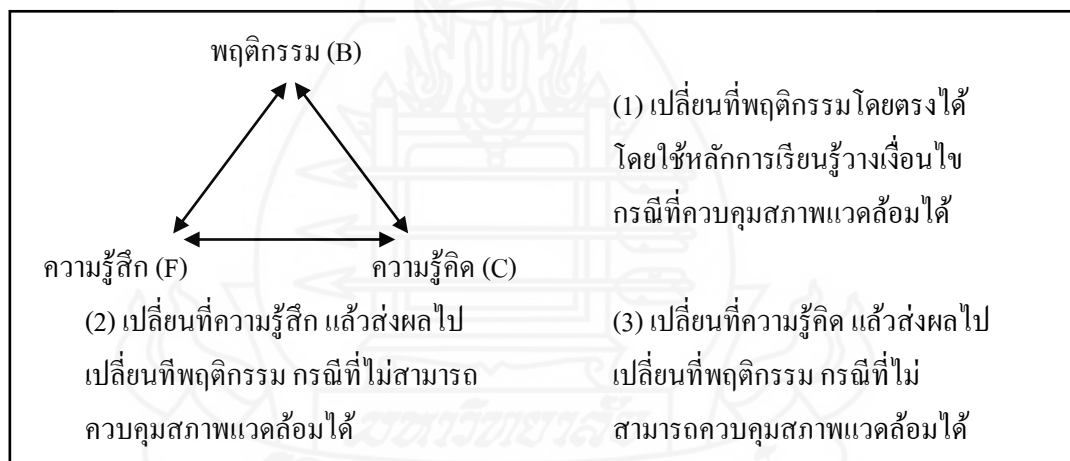 พฤติกรรม (B)
(1) เปลี่ยนที่พฤติกรรมโดยตรงได้
โดยใช้หลักการเรียนรู้วางเงื่อนไข
กรณีที่ควบคุมสภาพแวดล้อมได้
ความรู้สึก (F)
ความรู้คิด (C)
(2) เปลี่ยนที่ความรู้สึก แล้วส่งผลไป
เปลี่ยนทีพฤติกรรม กรณีที่ไม่สามารถ
ควบคุมสภาพแวดล้อมได้
(3) เปลี่ยนที่ความรู้คิด แล้วส่งผลไป
เปลี่ยนที่พฤติกรรม กรณีที่ไม่
สามารถควบคุมสภาพแวดล้อมได้
มหาวิทยาลัย